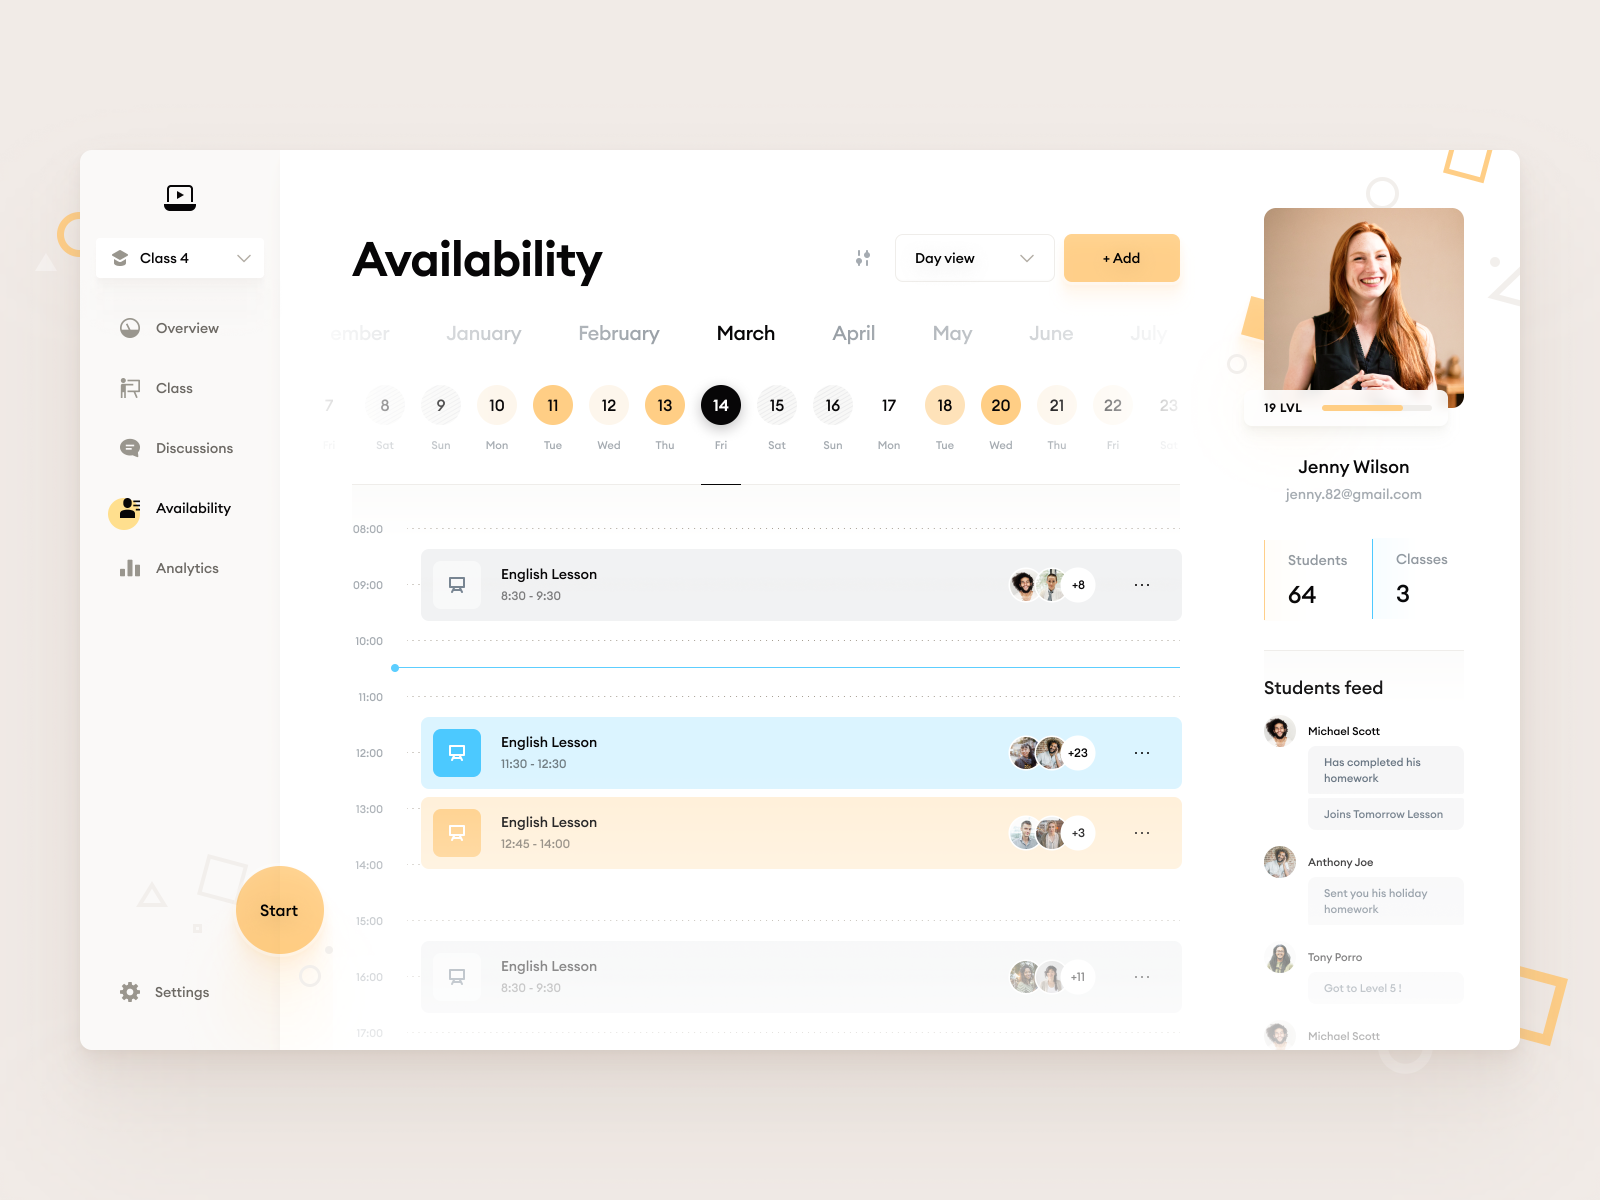 Class 4
Overview
Class
Discussions
Availability
Analytics
Start
Settings
Availability
Day view
+ Add
ember January February March April May June July
7 8 9 10 11 12 13 14 15 16 17 18 20 21 22 23
Fri Sat Sun Mon Tue Wed Thu Fri Sat Sun Mon Tue Wed Thu Fri Sat
08:00
09:00
English Lesson
8:30 - 9:30
+8
10:00
11:00
12:00
English Lesson
11:30 - 12:30
+23
13:00
English Lesson
12:45 - 14:00
+3
14:00
15:00
16:00
English Lesson
8:30 - 9:30
+11
17:00
19 LVL
Jenny Wilson
jenny.82@gmail.com
Students
64
Classes
3
Students feed
Michael Scott
Has completed his
homework
Joins Tomorrow Lesson
Anthony Joe
Sent you his holiday
homework
Tony Porro
Got to Level 5 !
Michael Scott